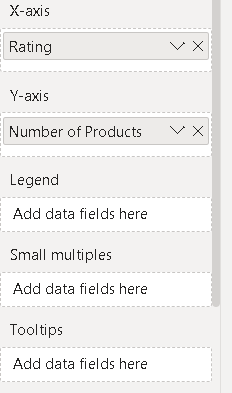 X-axis
Rating
Y-axis
Number of Products
Legend
Add data fields here
Small multiples
Add data fields here
Tooltips
Add data fields here